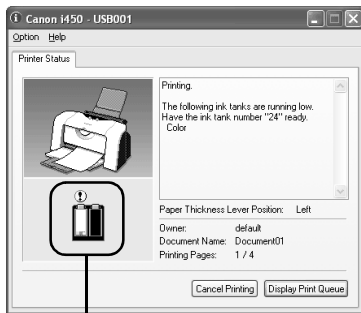 Canon i450 - USB001
Option Help
Printer Status
Printing.
The following ink tanks are running low.
Have the ink tank number "24" ready.
Color
Paper Thickness Lever Position: Left
Owner: default
Document Name: Document01
Printing Pages: 1 / 4
Cancel Printing Display Print Queue